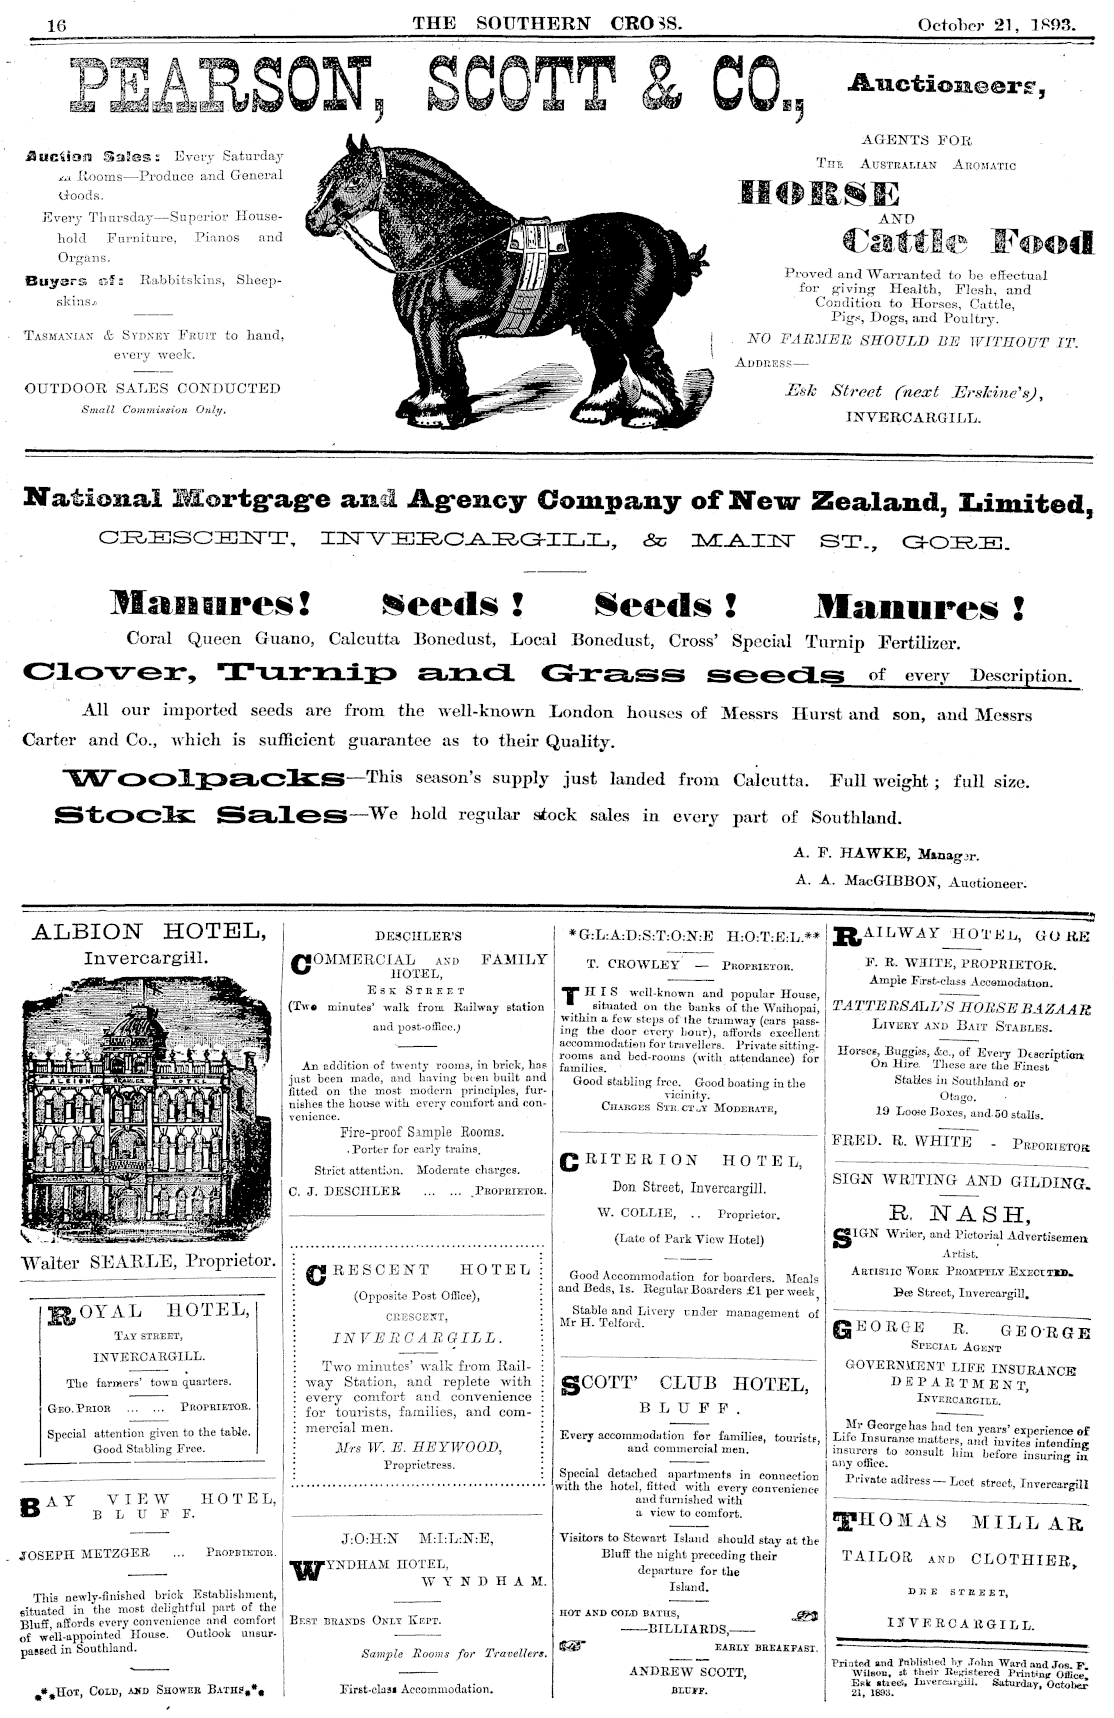 16
THE SOUTHERN CROSS.
October 21, 1893.
PEARSON, SCOTT & CO., Auctioneers,
Auction Sales: Every Saturday
Rooms—Produce and General
Goods.
Every Thursday—Superior House-
hold Furniture, Pianos and
Organs.
Buyers of: Rabbitskins, Sheep-
skins.
TASMANIAN & SYDNEY FRUIT to hand,
every week.
OUTDOOR SALES CONDUCTED
Small Commission Only.
AGENTS FOR
THE AUSTRALIAN AROMATIC
HORSE
AND
Cattle Food
Proved and Warranted to be effectual
for giving Health, Flesh, and
Condition to Horses, Cattle,
Pigs, Dogs, and Poultry.
NO FARMER SHOULD BE WITHOUT IT.
ADDRESS—
Esk Street (next Erskine's),
INVERCARGILL.
National Mortgage and Agency Company of New Zealand, Limited,
CRESCENT, INVERCARGILL, & MAIN ST., GORE.
Manures! Seeds! Seeds! Manures!
Coral Queen Guano, Calcutta Bonedust, Local Bonedust, Cross' Special Turnip Fertilizer.
Clover, Turnip and Grass seeds of every Description.
All our imported seeds are from the well-known London houses of Messrs Hurst and son, and Messrs
Carter and Co., which is sufficient guarantee as to their Quality.
Woolpacks—This season's supply just landed from Calcutta. Full weight; full size.
Stock Sales—We hold regular stock sales in every part of Southland.
A. F. HAWKE, Manager.
A. A. MacGIBBON, Auctioneer.
ALBION HOTEL,
Invercargill.
ALBION SEARLES HOTEL
Walter SEARLE, Proprietor.
ROYAL HOTEL,
TAY STREET,
INVERCARGILL.
The farmers' town quarters.
GEO. PRIOR ... ... PROPRIETOR.
Special attention given to the table.
Good Stabling Free.
BAY VIEW HOTEL,
BLUFF.
JOSEPH METZGER ... PROPRIETOR.
This newly-finished brick Establishment,
situated in the most delightful part of the
Bluff, affords every convenience and comfort
of well-appointed House. Outlook unsur-
passed in Southland.
***HOT, COLD, AND SHOWER BATHS***
DESCHLER'S
COMMERCIAL AND FAMILY
HOTEL,
ESK STREET
(Two minutes' walk from Railway station
and post-office.)
An addition of twenty rooms, in brick, has
just been made, and having been built and
fitted on the most modern principles, fur-
nishes the house with every comfort and con-
venience.
Fire-proof Sample Rooms.
Porter for early trains.
Strict attention. Moderate charges.
C. J. DESCHLER ... ... PROPRIETOR.
CRESCENT HOTEL
(Opposite Post Office),
CRESCENT,
INVERCARGILL.
Two minutes' walk from Rail-
way Station, and replete with
every comfort and convenience
for tourists, families, and com-
mercial men.
Mrs W. E. HEYWOOD,
Proprietress.
J:O:H:N M:I:L:N:E,
WYNDHAM HOTEL,
WYNDHAM.
BEST BRANDS ONLY KEPT.
Sample Rooms for Travellers.
First-class Accommodation.
*G:L:A:D:S:T:O:N:E H:O:T:E:L.**
T. CROWLEY — PROPRIETOR.
THIS well-known and popular House,
situated on the banks of the Waihopai,
within a few steps of the tramway (cars pass-
ing the door every hour), affords excellent
accommodation for travellers. Private sitting-
rooms and bed-rooms (with attendance) for
families.
Good stabling free. Good boating in the
vicinity.
CHARGES STRICTLY MODERATE,
CRITERION HOTEL,
Don Street, Invercargill.
W. COLLIE, .. Proprietor.
(Late of Park View Hotel)
Good Accommodation for boarders. Meals
and Beds, 1s. Regular Boarders £1 per week,
Stable and Livery under management of
Mr H. Telford.
SCOTT' CLUB HOTEL,
BLUFF.
Every accommodation for families, tourists,
and commercial men.
Special detached apartments in connection
with the hotel, fitted with every convenience
and furnished with
a view to comfort.
Visitors to Stewart Island should stay at the
Bluff the night preceding their
departure for the
Island.
HOT AND COLD BATHS,
——BILLIARDS,——
EARLY BREAKFAST.
ANDREW SCOTT,
BLUFF.
RAILWAY HOTEL, GORE
F. R. WHITE, PROPRIETOR.
Ample First-class Accomodation.
TATTERSALL'S HORSE BAZAAR
LIVERY AND BAIT STABLES.
Horses, Buggies, &c., of Every Description
On Hire. These are the Finest
Stables in Southland or
Otago.
19 Loose Boxes, and 50 stalls.
FRED. R. WHITE - PRPORIETOR
SIGN WRITING AND GILDING.
R. NASH,
SIGN Writer, and Pictorial Advertisemen
Artist.
ARTISTIC WORK PROMPTLY EXECUTED.
Dee Street, Invercargill.
GEORGE R. GEORGE
SPECIAL AGENT
GOVERNMENT LIFE INSURANCE
DEPARTMENT,
INVERCARGILL.
Mr George has had ten years' experience of
Life Insurance matters, and invites intending
insurers to consult him before insuring in
any office.
Private address—Leet street, Invercargill
THOMAS MILLAR
TAILOR AND CLOTHIER,
DEE STREET,
INVERCARGILL.
Printed and Published by John Ward and Jos. F.
Wilson, at their Registered Printing Office,
Esk street, Invercargill. Saturday, October
21, 1893.